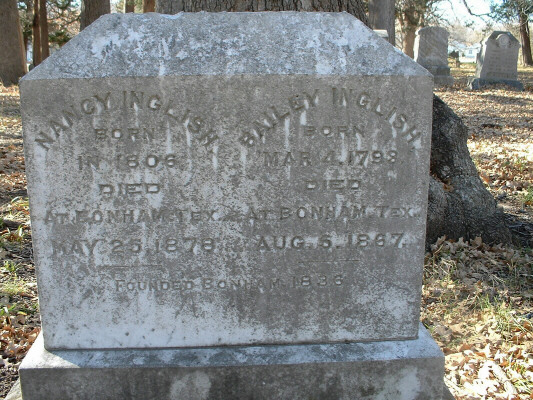 NANCY INGLISH
BORN
IN 1806
DIED
AT BONHAM, TEX.
MAY 25, 1878
BAILEY INGLISH
BORN
MAR. 4, 1793
DIED
AT BONHAM, TEX.
AUG. 5, 1867.
FOUNDED BONHAM 1836